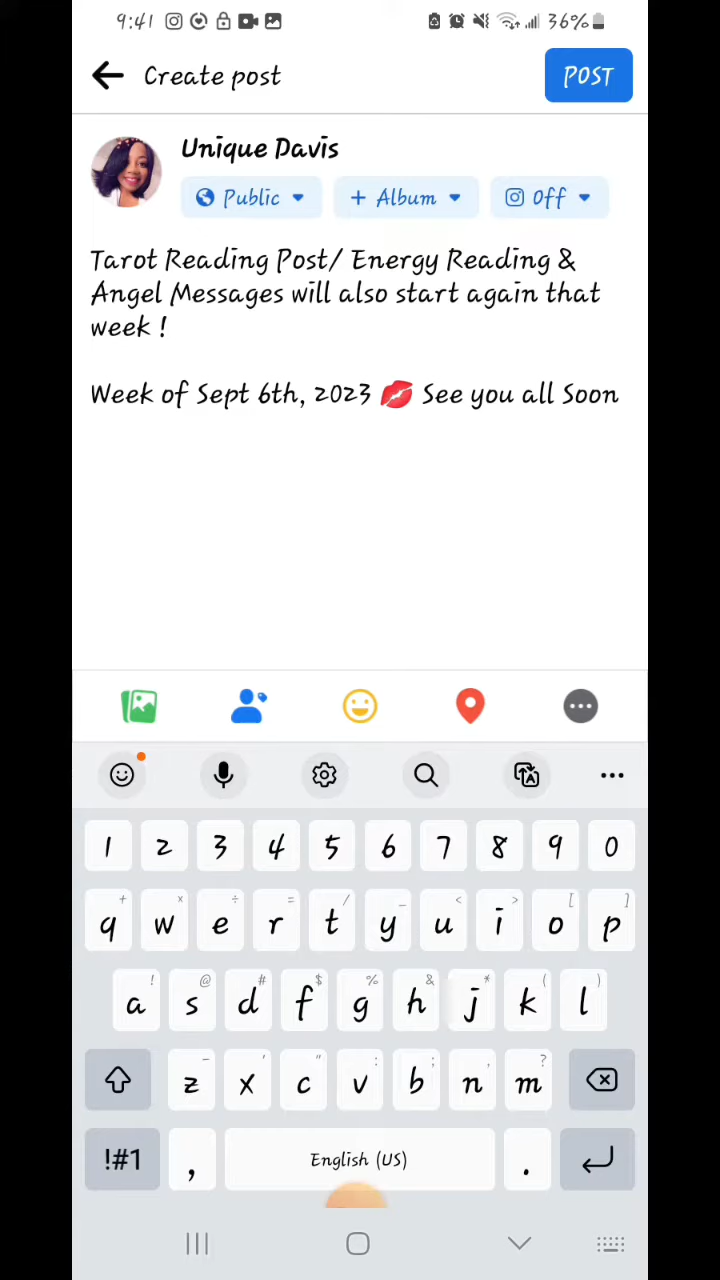 9:41 36%
Create post POST
Unique Davis
Public + Album Off
Tarot Reading Post/ Energy Reading &
Angel Messages will also start again that
week !
Week of Sept 6th, 2023 💋 See you all Soon
1 2 3 4 5 6 7 8 9 0
+ × ÷ = / _ < > [ ]
q w e r t y u i o p
! @ # $ % & * ( )
a s d f g h j k l
- ' " : ; , ?
z x c v b n m
!#1 , English (US) .